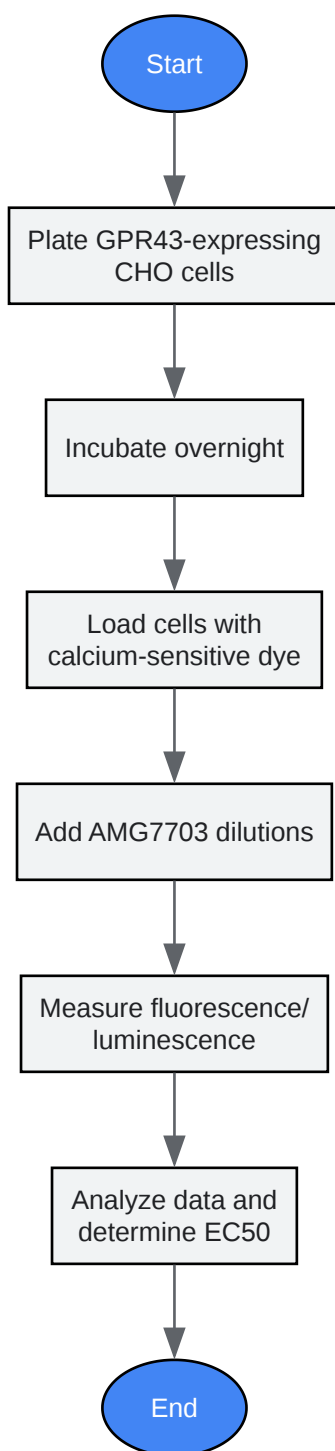 Start
Plate GPR43-expressing
CHO cells
Incubate overnight
Load cells with
calcium-sensitive dye
Add AMG7703 dilutions
Measure fluorescence/
luminescence
Analyze data and
determine EC50
End